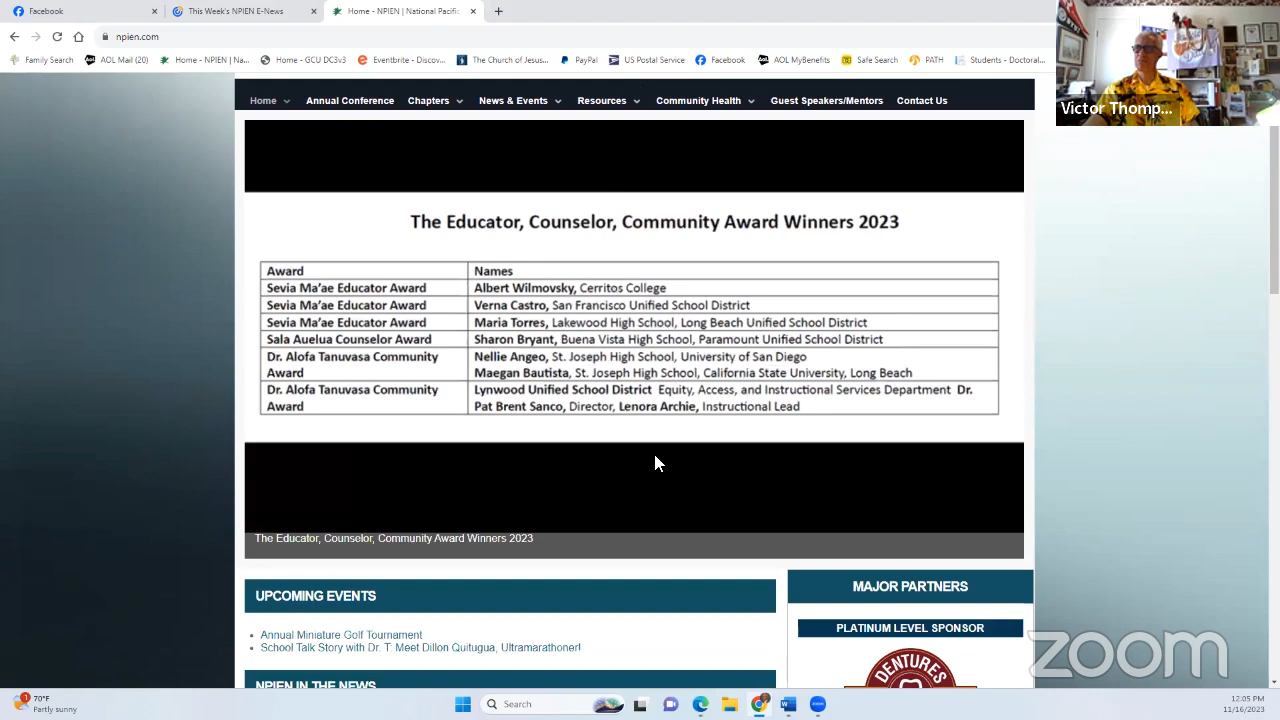 Facebook
This Week's NPIEN E-News
Home - NPIEN | National Pacific
npien.com
Family Search
AOL Mail (20)
Home - NPIEN | Na...
Home - GCU DC3v3
Eventbrite - Discov...
The Church of Jesus...
PayPal
US Postal Service
Facebook
AOL MyBenefits
Safe Search
PATH
Students - Doctoral...
Victor Thomp...
Home
Annual Conference
Chapters
News & Events
Resources
Community Health
Guest Speakers/Mentors
Contact Us
The Educator, Counselor, Community Award Winners 2023
Award Names
Sevia Ma'ae Educator Award Albert Wilmovsky, Cerritos College
Sevia Ma'ae Educator Award Verna Castro, San Francisco Unified School District
Sevia Ma'ae Educator Award Maria Torres, Lakewood High School, Long Beach Unified School District
Sala Auelua Counselor Award Sharon Bryant, Buena Vista High School, Paramount Unified School District
Dr. Alofa Tanuvasa Community Nellie Angeo, St. Joseph High School, University of San Diego
Award Maegan Bautista, St. Joseph High School, California State University, Long Beach
Dr. Alofa Tanuvasa Community Lynwood Unified School District Equity, Access, and Instructional Services Department Dr.
Award Pat Brent Sanco, Director, Lenora Archie, Instructional Lead
The Educator, Counselor, Community Award Winners 2023
UPCOMING EVENTS
Annual Miniature Golf Tournament
School Talk Story with Dr. T: Meet Dillon Quitugua, Ultramarathoner!
NPIEN IN THE NEWS
MAJOR PARTNERS
PLATINUM LEVEL SPONSOR
DENTURES
zoom
1
70°F
Partly sunny
Search
12:05 PM
11/16/2023